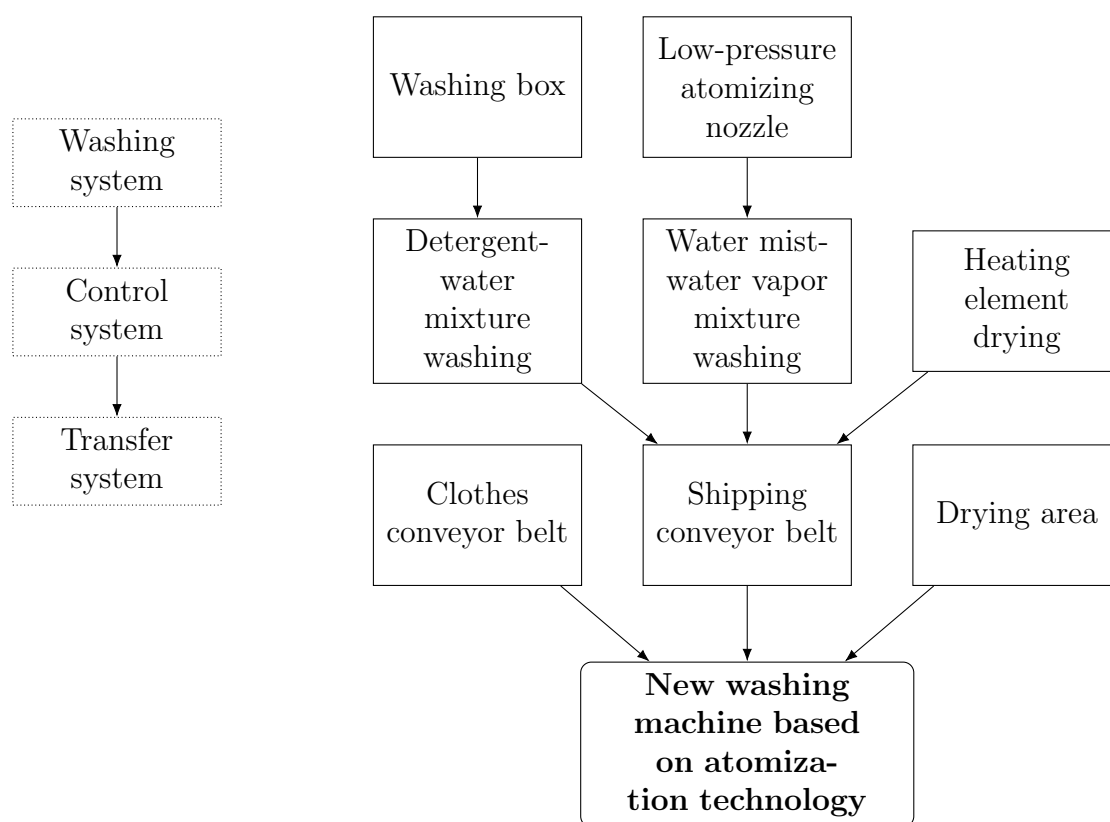 Washing
system
Control
system
Transfer
system
Washing box
Low-pressure
atomizing
nozzle
Detergent-
water
mixture
washing
Water mist-
water vapor
mixture
washing
Heating
element
drying
Clothes
conveyor belt
Shipping
conveyor belt
Drying area
New washing
machine based
on atomiza-
tion technology